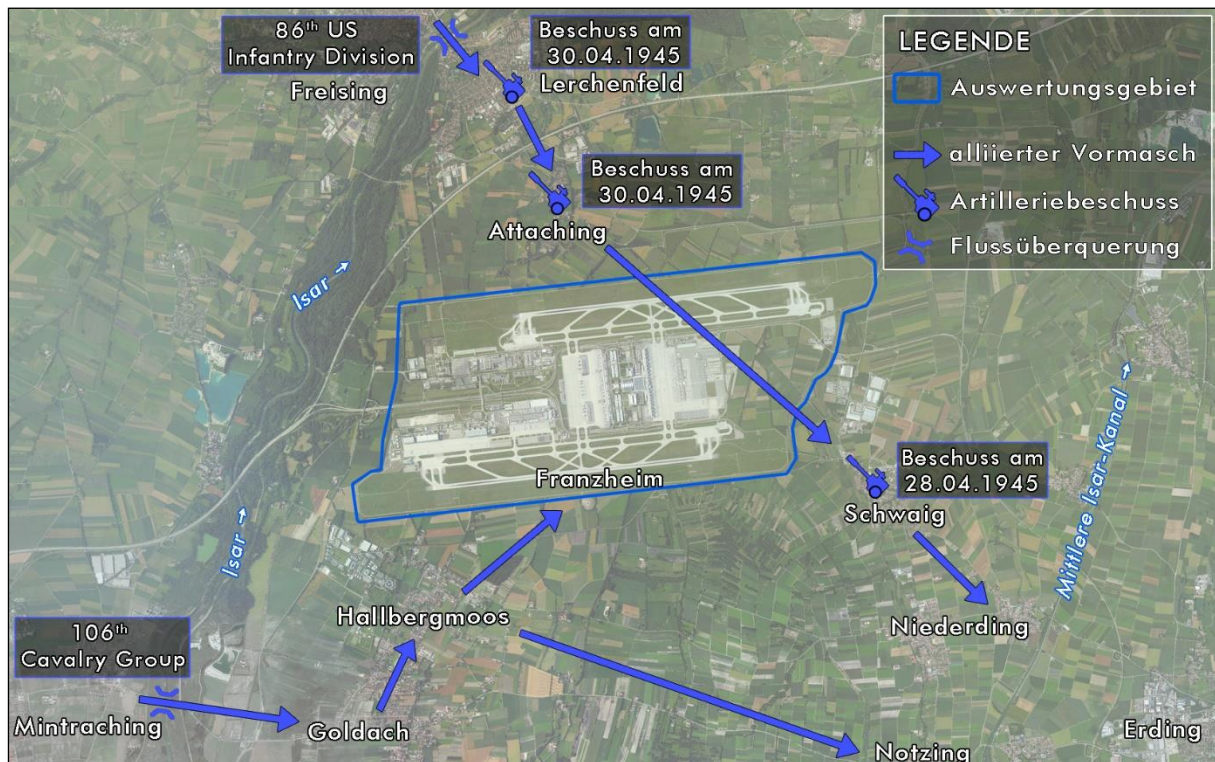 86th US
Infantry Division
Freising
Beschuss am
30.04.1945
Lerchenfeld
Beschuss am
30.04.1945
Attaching
LEGENDE
Auswertungsgebiet
alliierter Vormasch
Artilleriebeschuss
Flussüberquerung
Isar →
Isar →
Franzheim
Beschuss am
28.04.1945
Schwaig
Mittlere Isar-Kanal →
Hallbergmoos
Niederding
106th
Cavalry Group
Mintraching
Goldach
Notzing
Erding